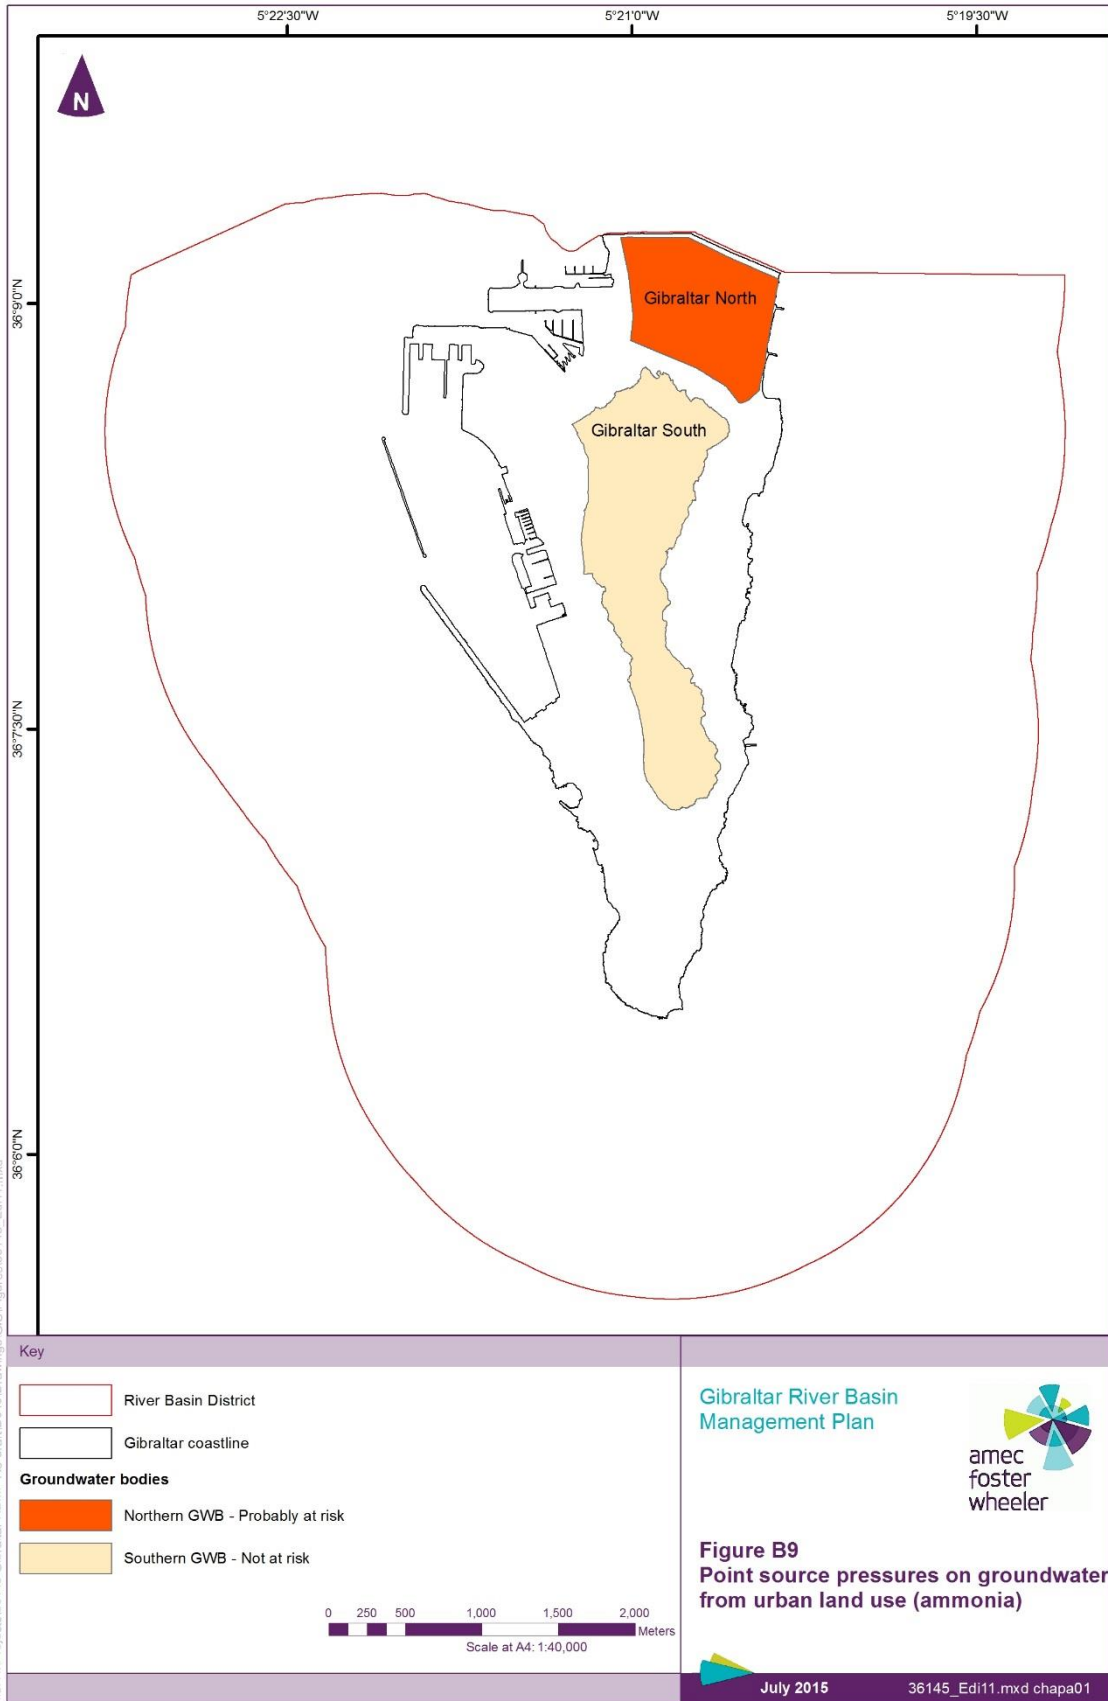 5°22'30"W
5°21'0"W
5°19'30"W
N
36°9'0"N
Gibraltar North
Gibraltar South
36°7'30"N
36°6'0"N
Key
River Basin District
Gibraltar coastline
Groundwater bodies
Northern GWB - Probably at risk
Southern GWB - Not at risk
0 250 500 1,000 1,500 2,000
Meters
Scale at A4: 1:40,000
Gibraltar River Basin
Management Plan
amec
foster
wheeler
Figure B9
Point source pressures on groundwater
from urban land use (ammonia)
July 2015
36145_Edi11.mxd chapa01